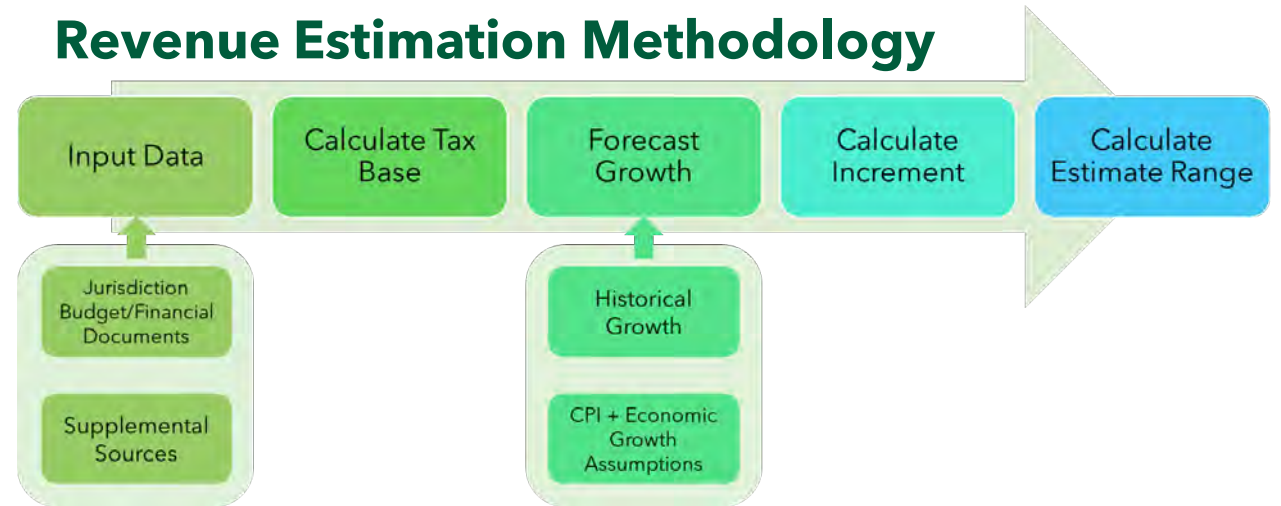 Revenue Estimation Methodology
Input Data
Calculate Tax
Base
Forecast
Growth
Calculate
Increment
Calculate
Estimate Range
Jurisdiction
Budget/Financial
Documents
Supplemental
Sources
Historical
Growth
CPI + Economic
Growth
Assumptions